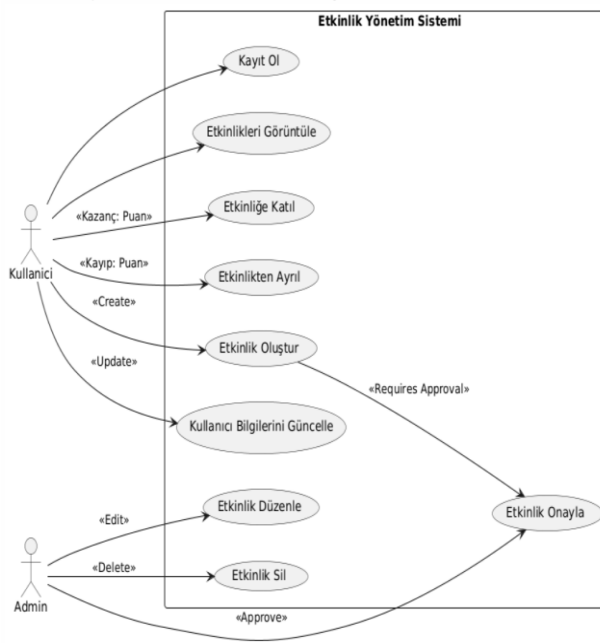 Etkinlik Yönetim Sistemi
Kayıt Ol
Etkinlikleri Görüntüle
«Kazanç: Puan»
Etkinliğe Katıl
Kullanici
«Kayıp: Puan»
Etkinlikten Ayrıl
«Create»
Etkinlik Oluştur
«Update»
«Requires Approval»
Kullanıcı Bilgilerini Güncelle
Etkinlik Düzenle
«Edit»
Etkinlik Onayla
«Delete»
Etkinlik Sil
Admin
«Approve»